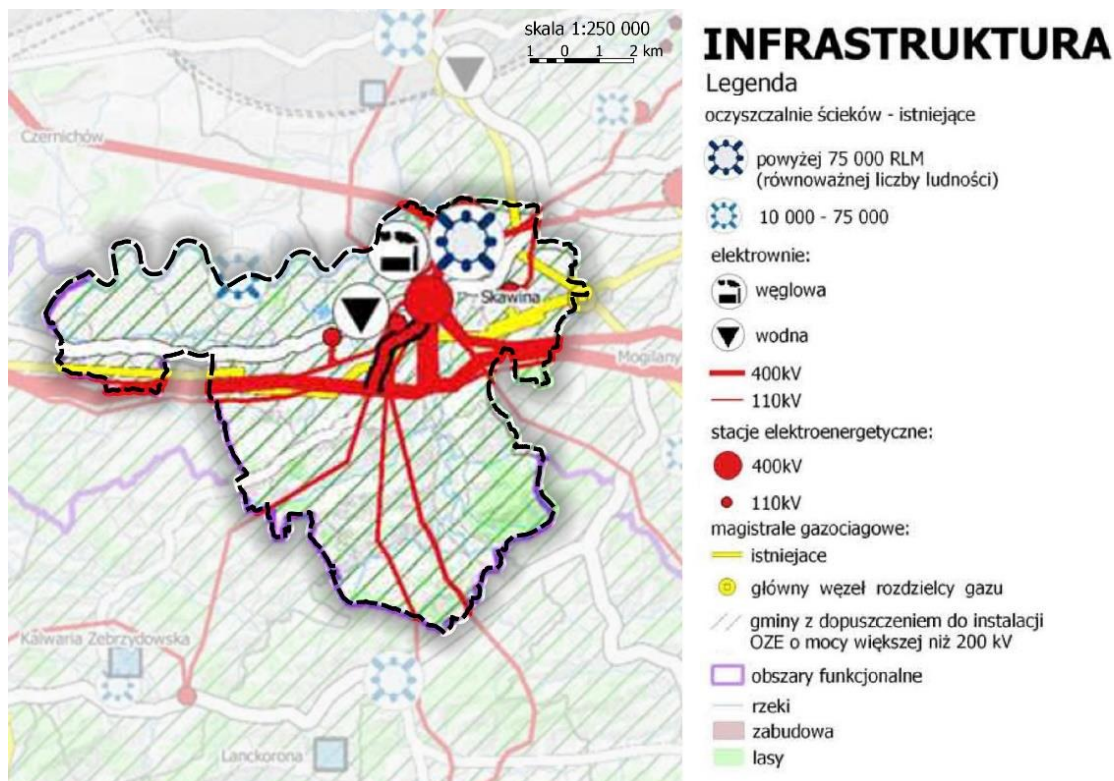 skala 1:250 000
1 0 1 2 km
Czernichów
Skawina
Mogilany
Kalwaria Zebrzydowska
Lanckorona
INFRASTRUKTURA
Legenda
oczyszczalnie ścieków - istniejące
powyżej 75 000 RLM
(równoważnej liczby ludności)
10 000 - 75 000
elektrownie:
węglowa
wodna
400kV
110kV
stacje elektroenergetyczne:
400kV
110kV
magistrale gazociagowe:
istniejace
główny węzeł rozdzielcy gazu
gminy z dopuszczeniem do instalacji
OZE o mocy większej niż 200 kV
obszary funkcjonalne
rzeki
zabudowa
lasy